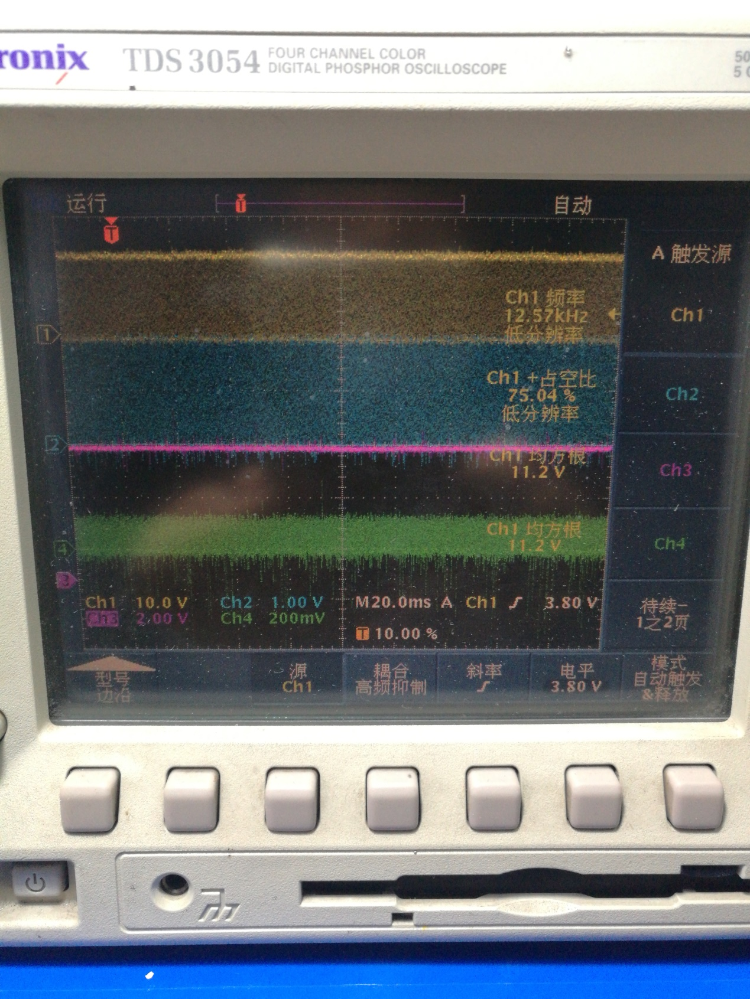 ronix TDS 3054 FOUR CHANNEL COLOR
DIGITAL PHOSPHOR OSCILLOSCOPE
50
5
运行
T
自动
T
A 触发源
Ch1 频率
12.57kHz
低分辨率
Ch1
1
Ch1 +占空比
75.04 %
低分辨率
Ch2
2
Ch1 均方根
11.2 V
Ch3
Ch1 均方根
11.2 V
Ch4
4
3
Ch1 10.0 V Ch2 1.00 V M20.0ms A Ch1 3.80 V
Ch3 2.00 V Ch4 200mV
T 10.00 %
待续-
1之2页
型号
边沿
源
Ch1
耦合
高频抑制
斜率
电平
3.80 V
模式
自动触发
&释放